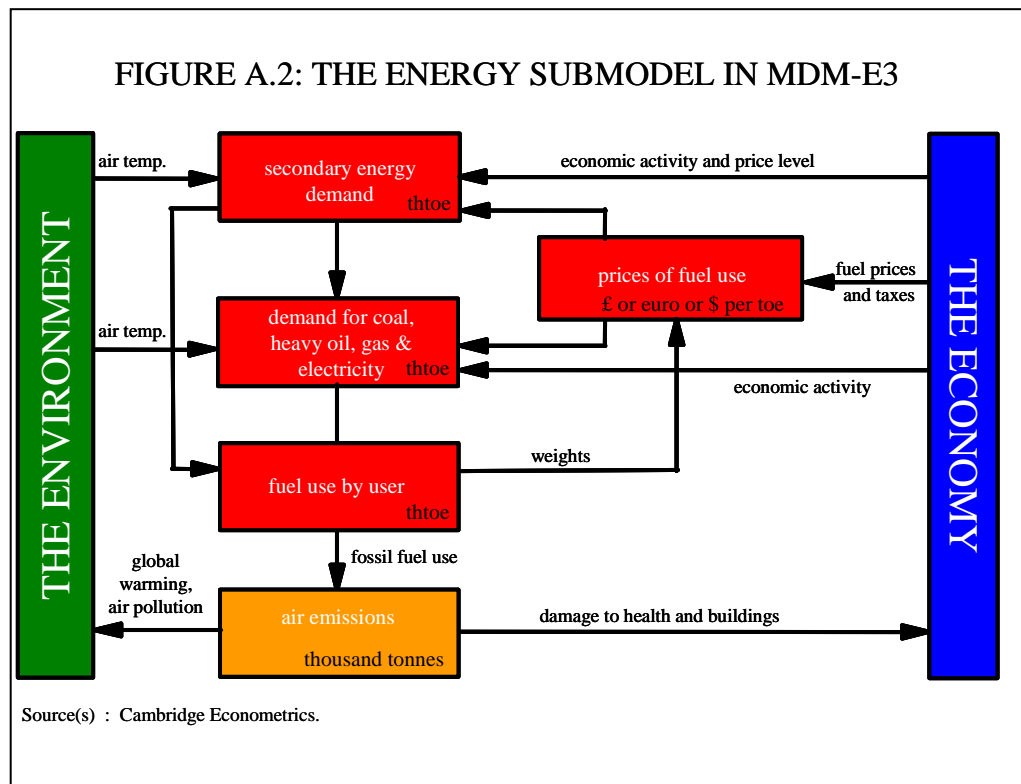 FIGURE A.2: THE ENERGY SUBMODEL IN MDM-E3
THE ENVIRONMENT
air temp.
secondary energy
demand
thtoe
economic activity and price level
THE ECONOMY
prices of fuel use
£ or euro or $ per toe
fuel prices
and taxes
air temp.
demand for coal,
heavy oil, gas &
electricity
thtoe
economic activity
fuel use by user
thtoe
weights
fossil fuel use
global
warming,
air pollution
air emissions
thousand tonnes
damage to health and buildings
Source(s) : Cambridge Econometrics.